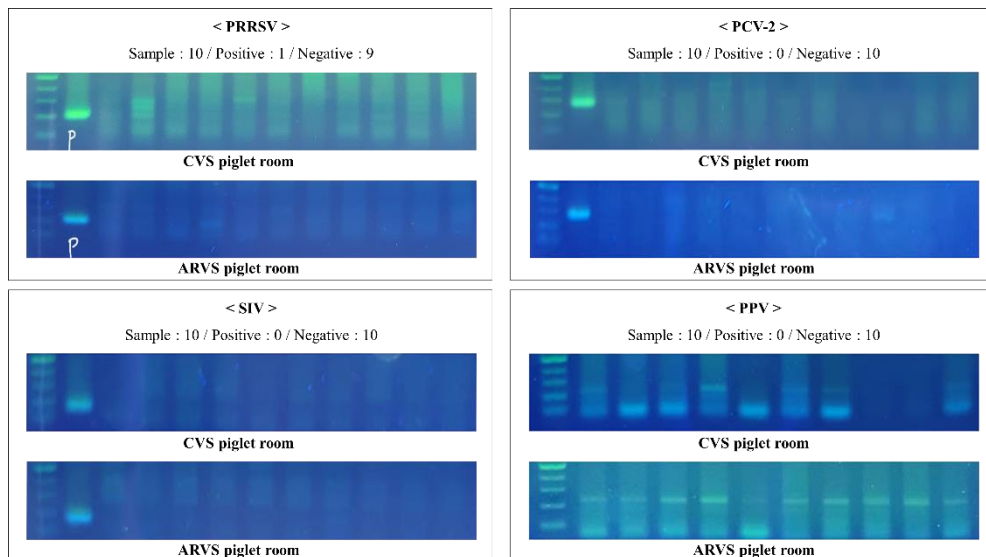 < PRRSV >
Sample : 10 / Positive : 1 / Negative : 9
P
CVS piglet room
P
ARVS piglet room
< PCV-2 >
Sample : 10 / Positive : 0 / Negative : 10
CVS piglet room
ARVS piglet room
< SIV >
Sample : 10 / Positive : 0 / Negative : 10
CVS piglet room
ARVS piglet room
< PPV >
Sample : 10 / Positive : 0 / Negative : 10
CVS piglet room
ARVS piglet room